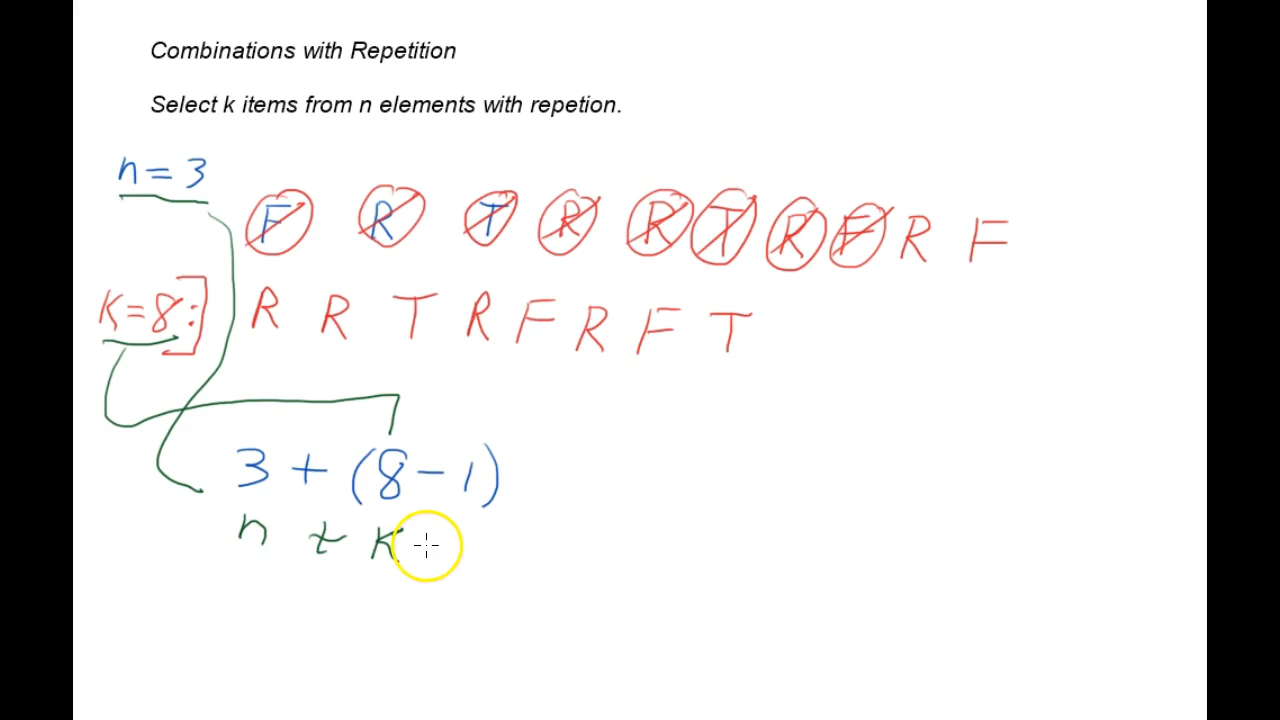 Combinations with Repetition
Select k items from n elements with repetion.
n = 3
F R T R R T R F R F
K = 8 : R R T R F R F T
3 + (8 - 1)
n + K